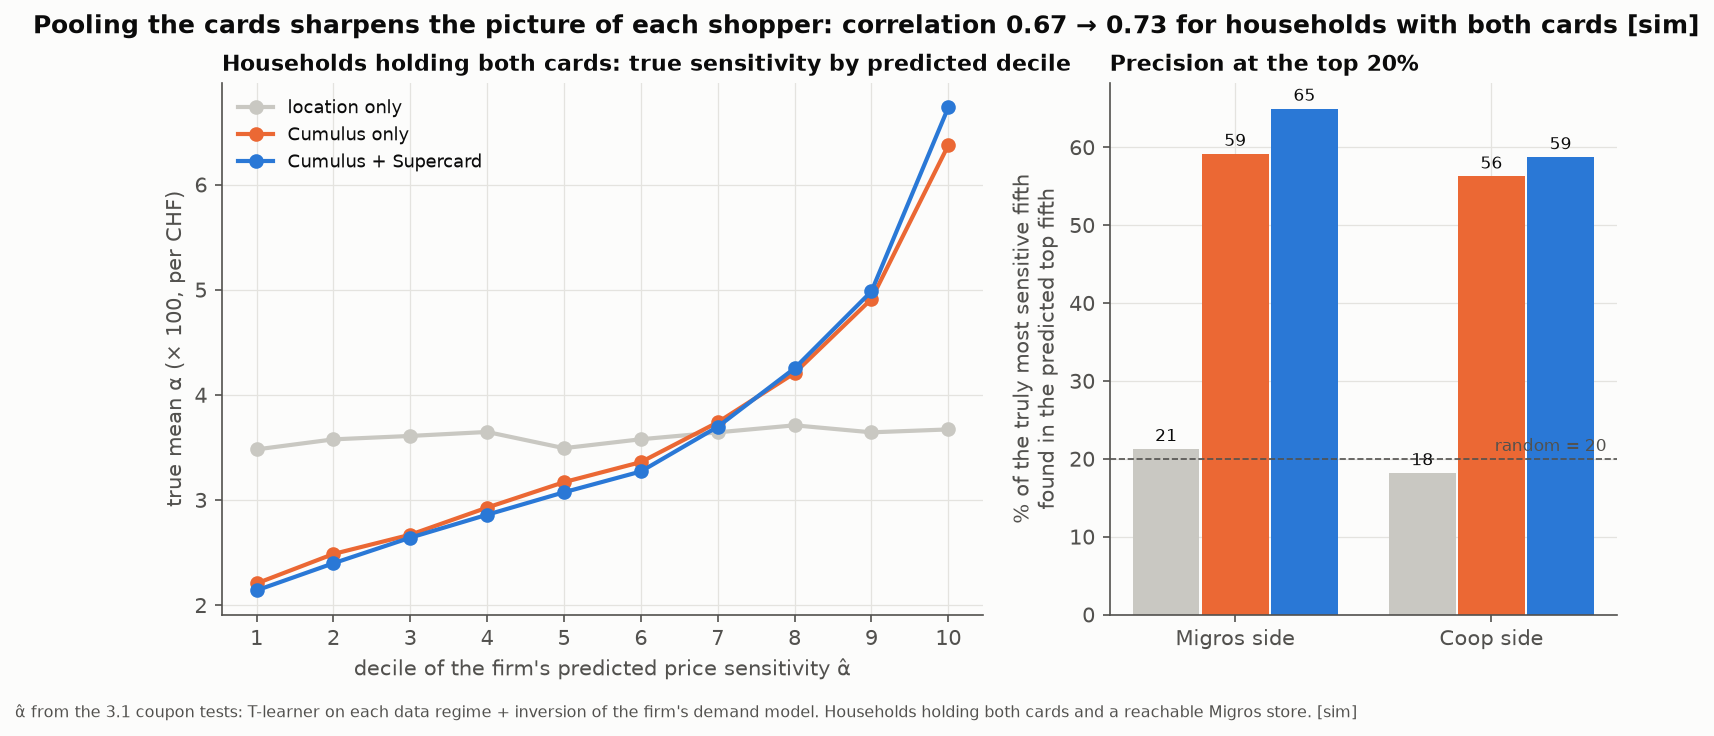 Pooling the cards sharpens the picture of each shopper: correlation 0.67 → 0.73 for households with both cards [sim]
Households holding both cards: true sensitivity by predicted decile
location only
Cumulus only
Cumulus + Supercard
true mean α (× 100, per CHF)
6
5
4
3
2
1 2 3 4 5 6 7 8 9 10
decile of the firm's predicted price sensitivity α̂
Precision at the top 20%
% of the truly most sensitive fifth
found in the predicted top fifth
60
50
40
30
20
10
0
21
59
65
18
56
59
random = 20
Migros side
Coop side
α̂ from the 3.1 coupon tests: T-learner on each data regime + inversion of the firm's demand model. Households holding both cards and a reachable Migros store. [sim]